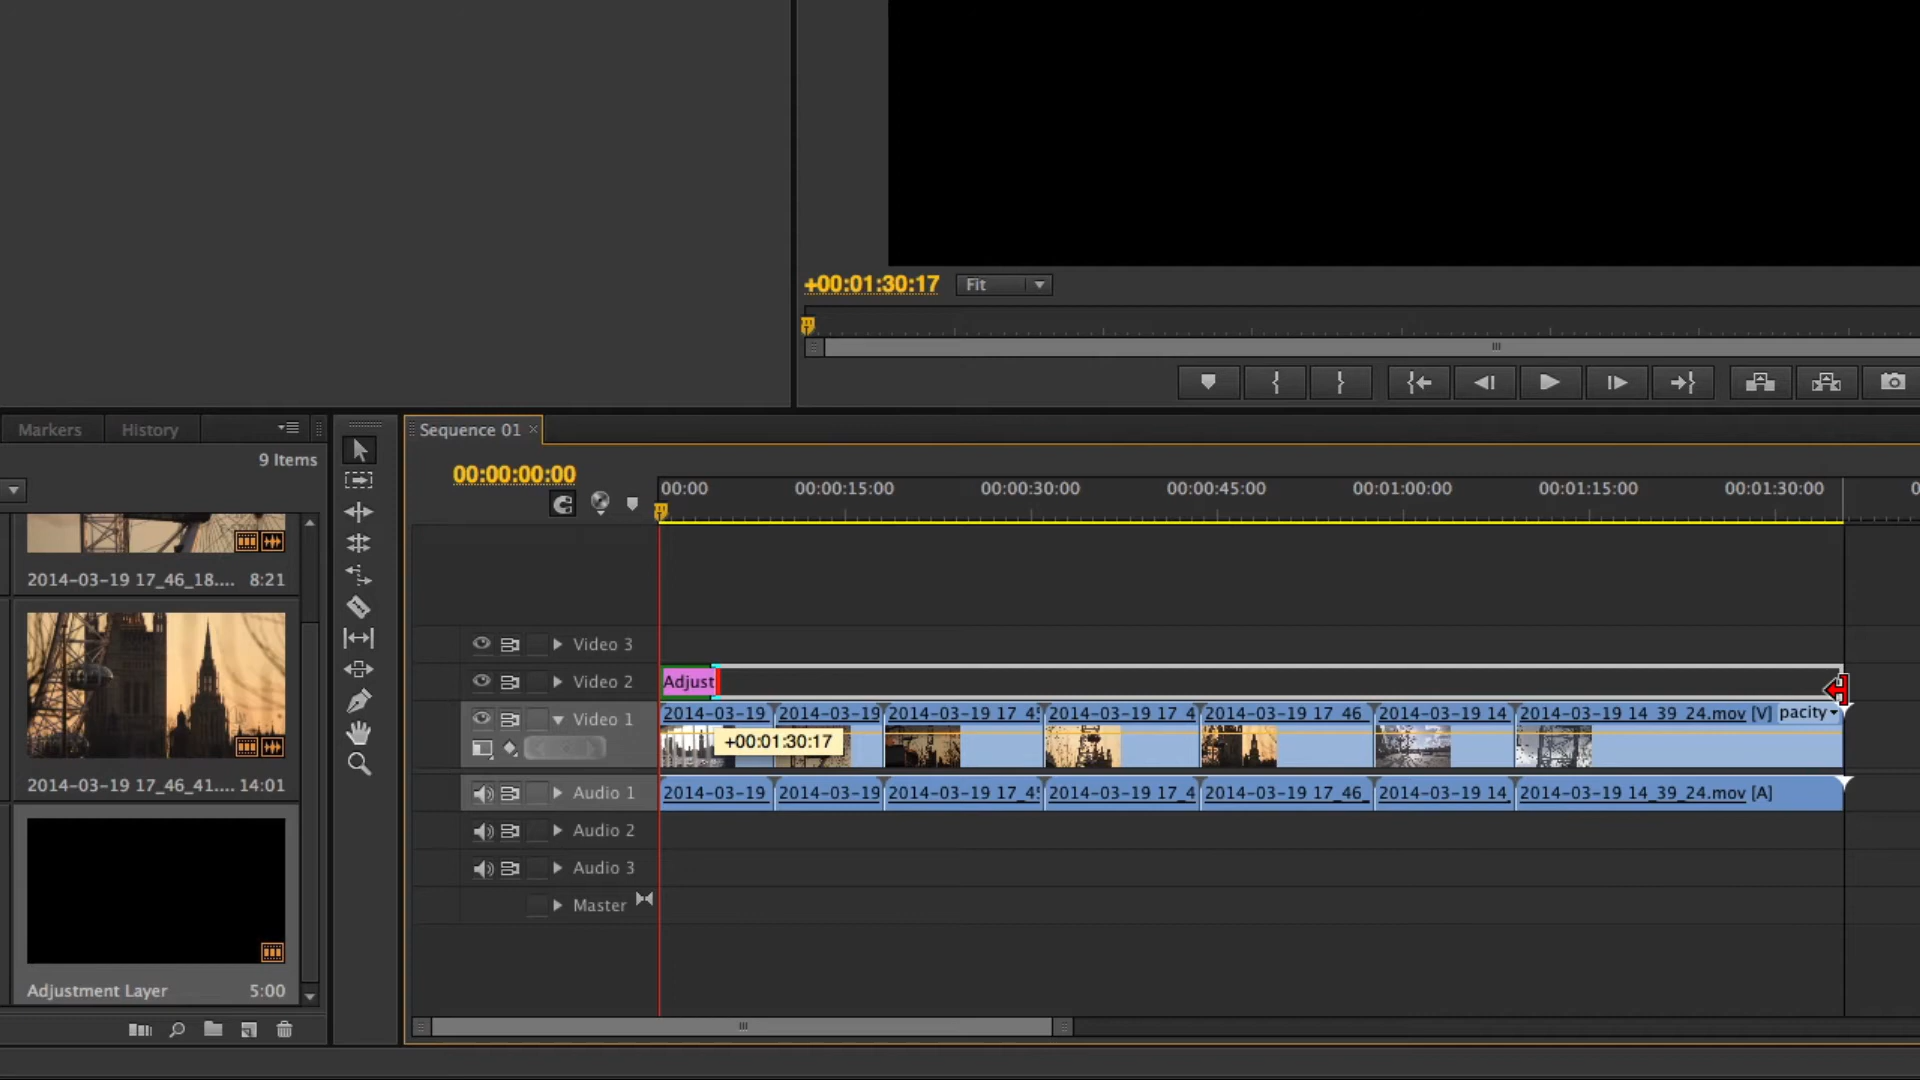 +00:01:30:17 Fit
Markers History
9 Items
Sequence 01
00:00:00:00
00:00 00:00:15:00 00:00:30:00 00:00:45:00 00:01:00:00 00:01:15:00 00:01:30:00
2014-03-19 17_46_18.... 8:21
Video 3
Video 2 Adjust
Video 1 2014-03-19 2014-03-19 2014-03-19 17_4 2014-03-19 17_4 2014-03-19 17_46_ 2014-03-19 14_ 2014-03-19 14_39_24.mov [V] pacity
+00:01:30:17
2014-03-19 17_46_41.... 14:01
Audio 1 2014-03-19 2014-03-19 2014-03-19 17_4 2014-03-19 17_4 2014-03-19 17_46_ 2014-03-19 14_ 2014-03-19 14_39_24.mov [A]
Audio 2
Audio 3
Master
Adjustment Layer 5:00